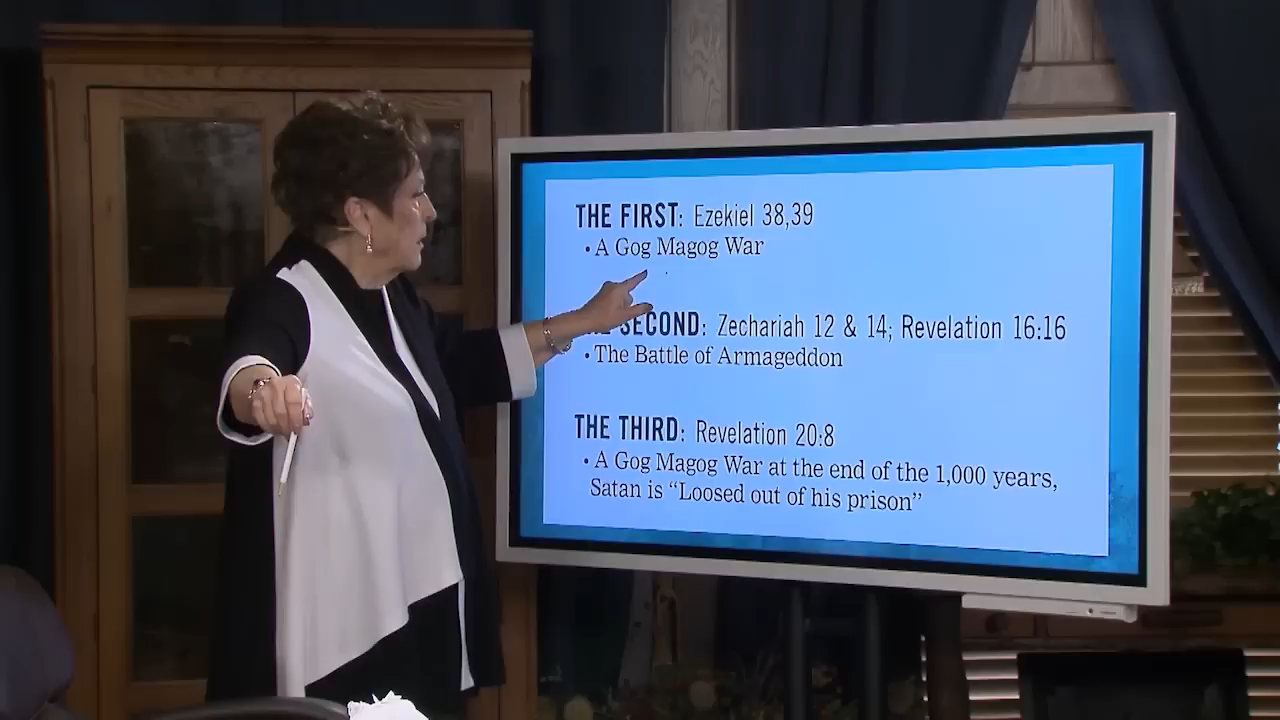 THE FIRST: Ezekiel 38,39
• A Gog Magog War
SECOND: Zechariah 12 & 14; Revelation 16:16
• The Battle of Armageddon
THE THIRD: Revelation 20:8
• A Gog Magog War at the end of the 1,000 years,
Satan is “Loosed out of his prison”